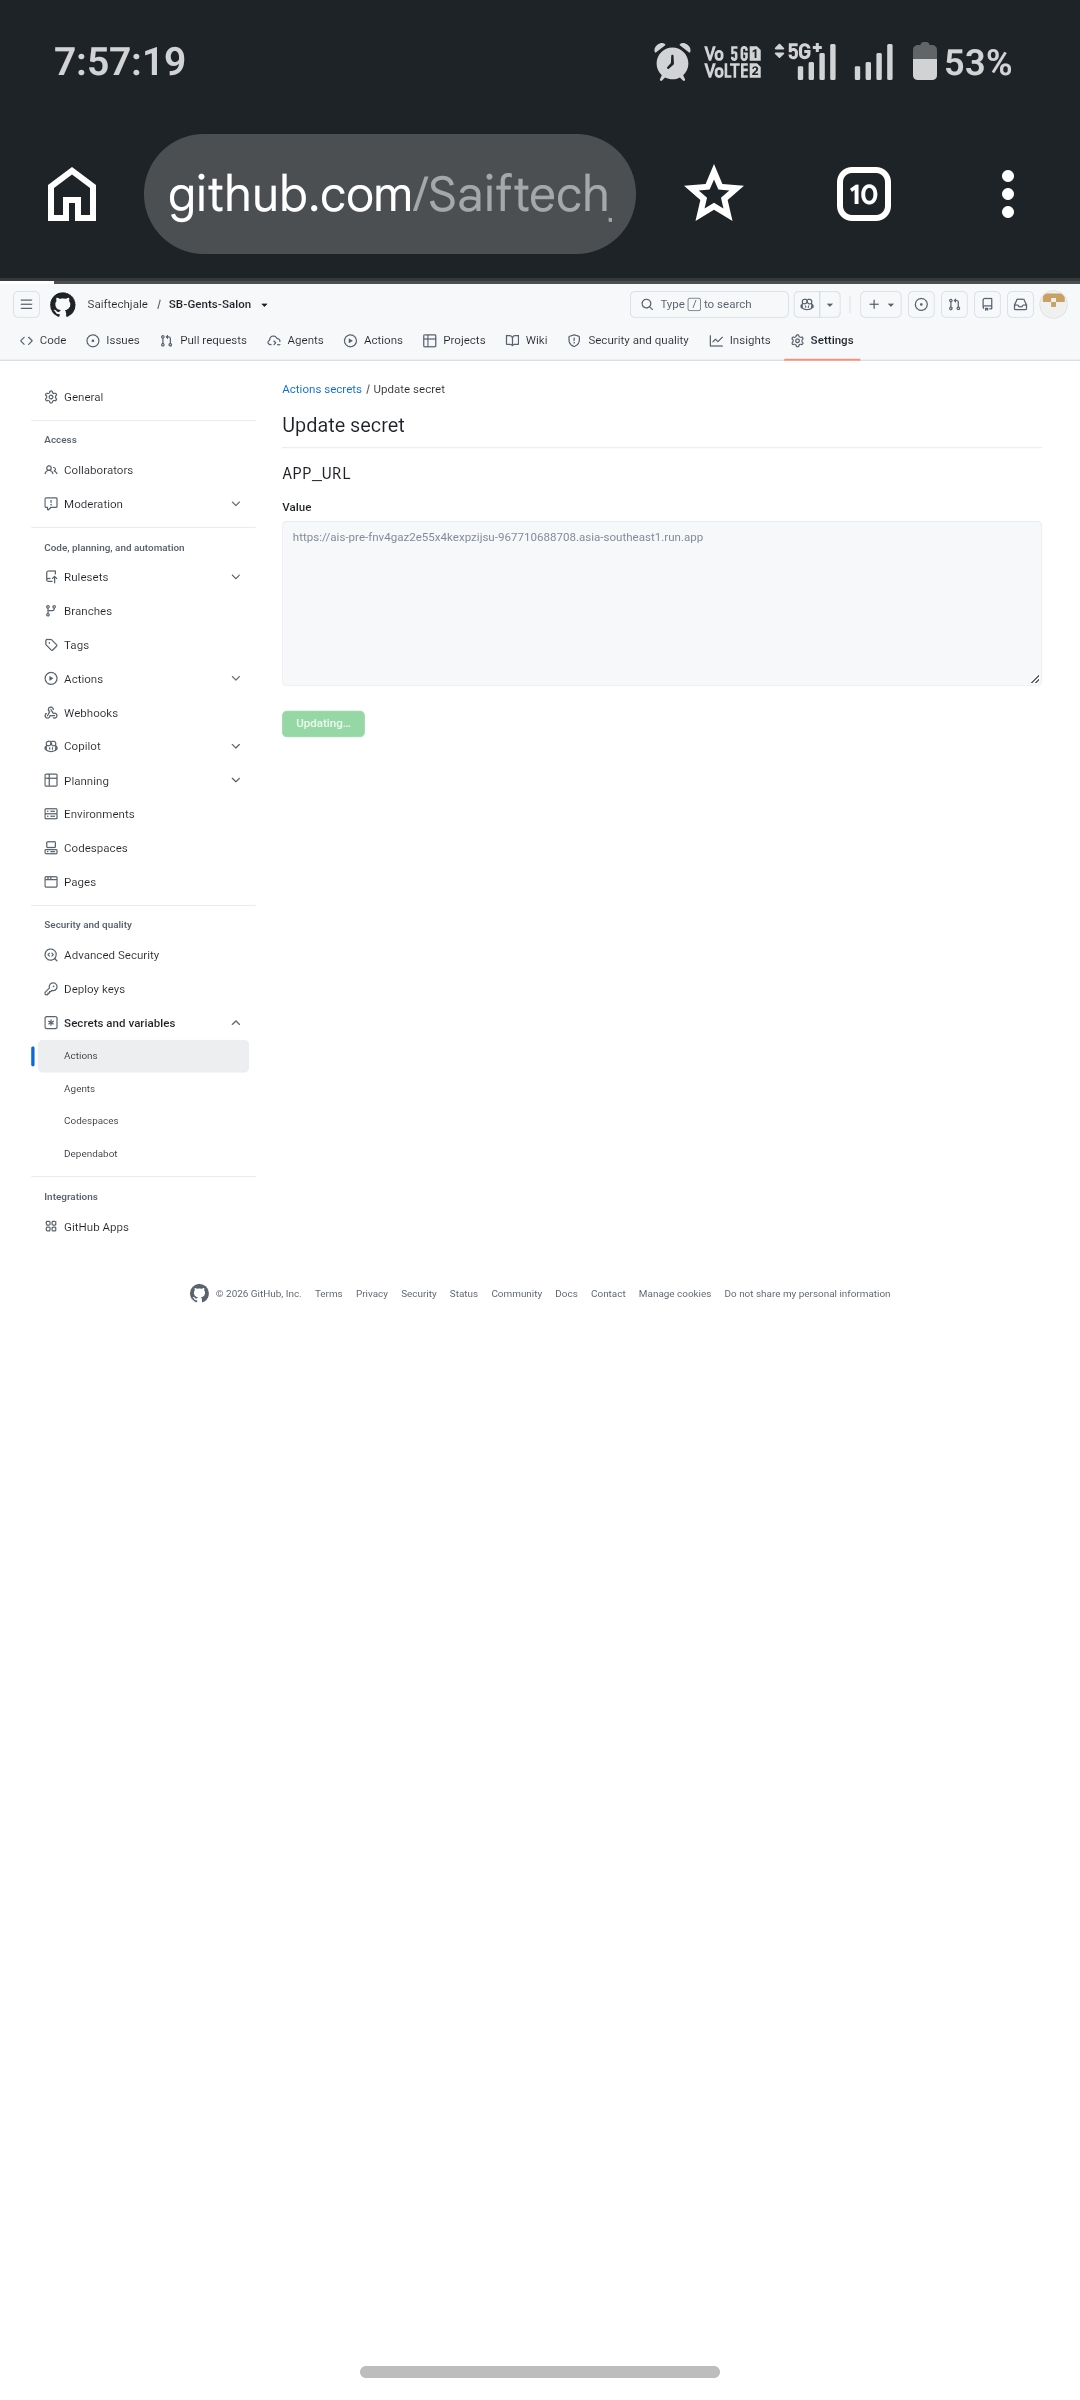 7:57:19
Vo 5G 1 VoLTE 2 5G+ 53%
github.com/Saiftech
10
Saiftechjale / SB-Gents-Salon
Type / to search
Code Issues Pull requests Agents Actions Projects Wiki Security and quality Insights Settings
General
Access
Collaborators
Moderation
Code, planning, and automation
Rulesets
Branches
Tags
Actions
Webhooks
Copilot
Planning
Environments
Codespaces
Pages
Security and quality
Advanced Security
Deploy keys
Secrets and variables
Actions
Agents
Codespaces
Dependabot
Integrations
GitHub Apps
Actions secrets / Update secret
Update secret
APP_URL
Value
https://ais-pre-fnv4gaz2e55x4kexpzijsu-967710688708.asia-southeast1.run.app
Updating...
© 2026 GitHub, Inc. Terms Privacy Security Status Community Docs Contact Manage cookies Do not share my personal information